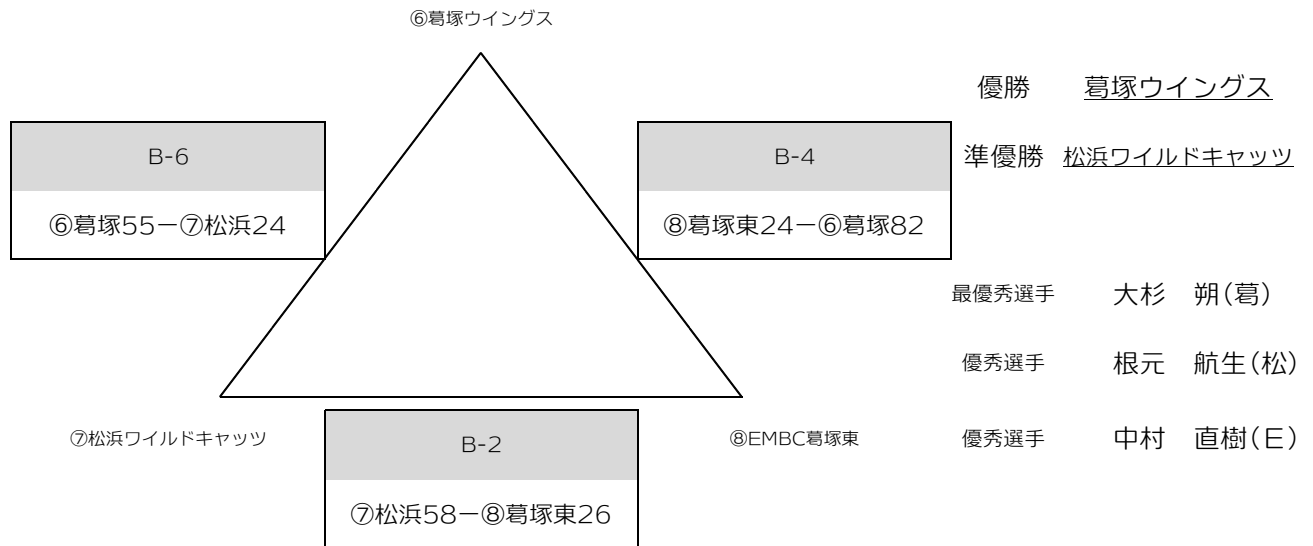 ⑥葛塚ウイングス
優勝 葛塚ウイングス
B-6
B-4
準優勝 松浜ワイルドキャッツ
⑥葛塚55ー⑦松浜24
⑧葛塚東24ー⑥葛塚82
最優秀選手 大杉 朔(葛)
優秀選手 根元 航生(松)
⑦松浜ワイルドキャッツ
B-2
⑧EMBC葛塚東
優秀選手 中村 直樹(E)
⑦松浜58ー⑧葛塚東26